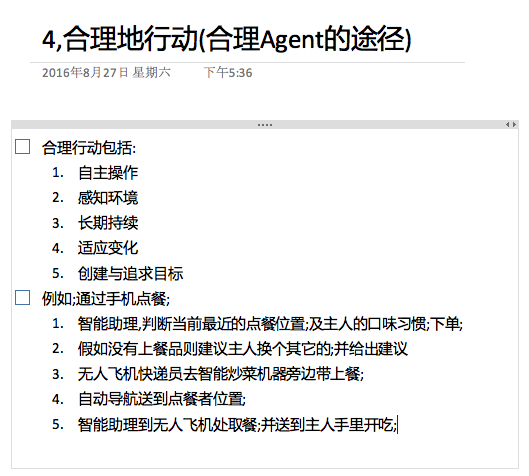 4,合理地行动(合理Agent的途径)
2016年8月27日 星期六 下午5:36
合理行动包括:
1. 自主操作
2. 感知环境
3. 长期持续
4. 适应变化
5. 创建与追求目标
例如;通过手机点餐;
1. 智能助理,判断当前最近的点餐位置;及主人的口味习惯;下单;
2. 假如没有上餐品则建议主人换个其它的;并给出建议
3. 无人飞机快递员去智能炒菜机器旁边带上餐;
4. 自动导航送到点餐者位置;
5. 智能助理到无人飞机处取餐;并送到主人手里开吃;